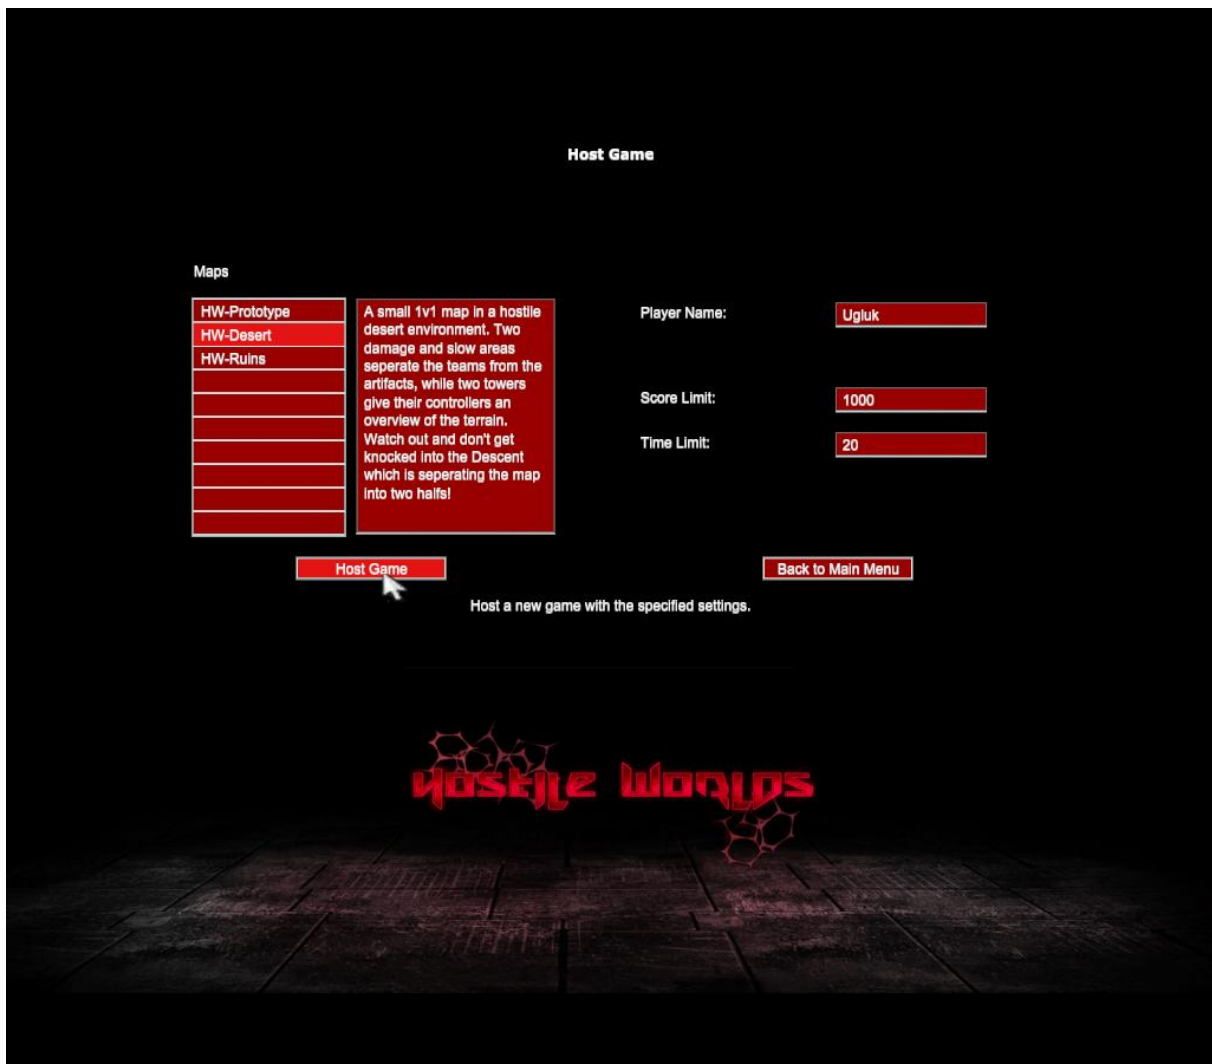 Host Game
Maps
HW-Prototype
HW-Desert
HW-Ruins
A small 1v1 map in a hostile
desert environment. Two
damage and slow areas
seperate the teams from the
artifacts, while two towers
give their controllers an
overview of the terrain.
Watch out and don't get
knocked into the Descent
which is seperating the map
into two halfs!
Player Name:
Ugluk
Score Limit:
1000
Time Limit:
20
Host Game
Back to Main Menu
Host a new game with the specified settings.
Hostile Worlds